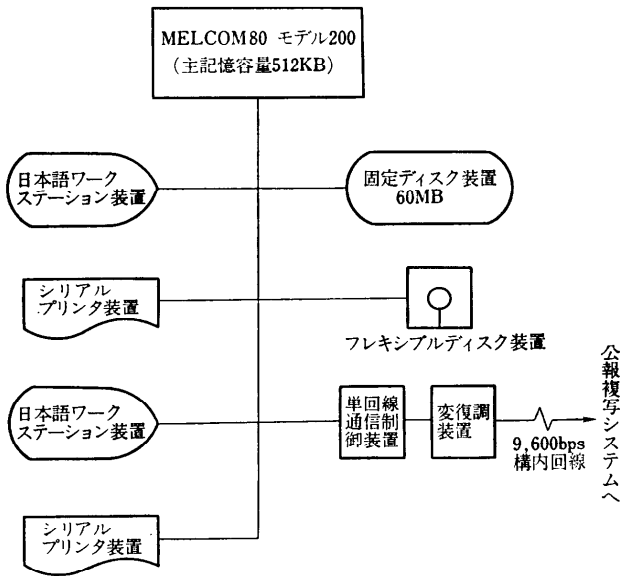 MELCOM80 モデル200
(主記憶容量512KB)
日本語ワーク
ステーション装置
固定ディスク装置
60MB
シリアル
プリンタ装置
フレキシブルディスク装置
日本語ワーク
ステーション装置
単回線
通信制
御装置
変復調
装置
9,600bps
構内回線
公報複写システムへ
シリアル
プリンタ装置